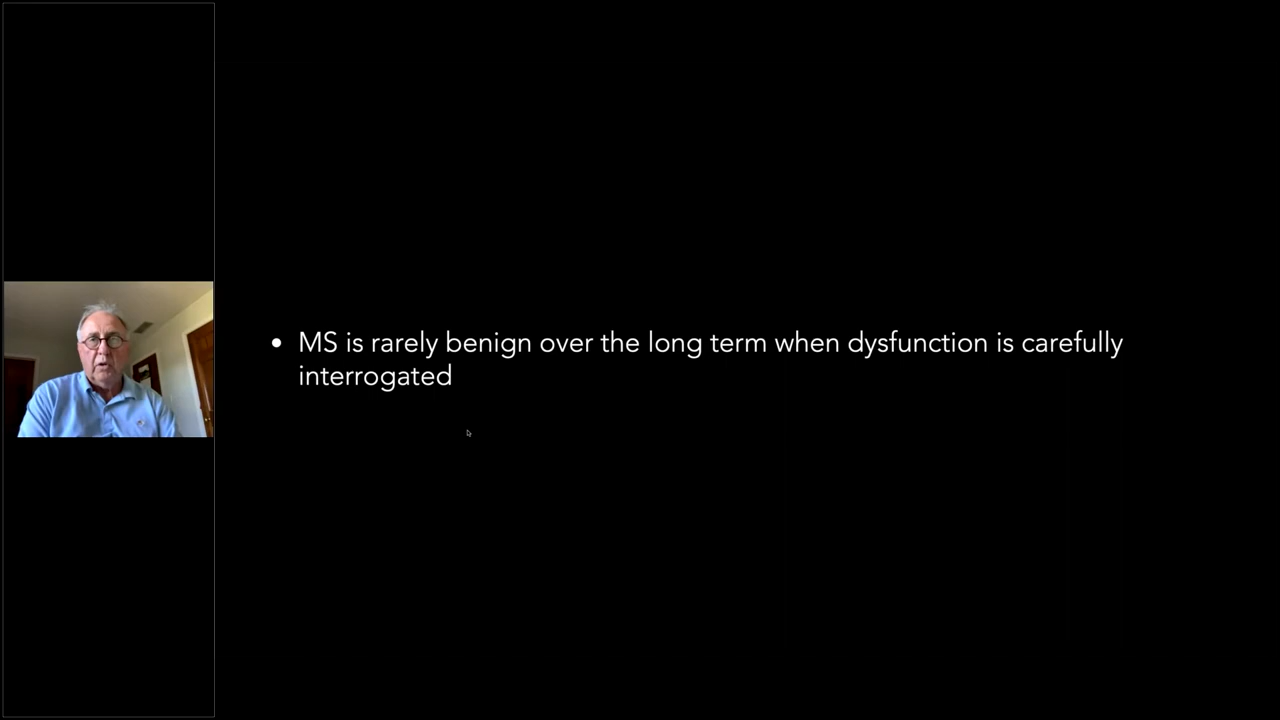 • MS is rarely benign over the long term when dysfunction is carefully
interrogated